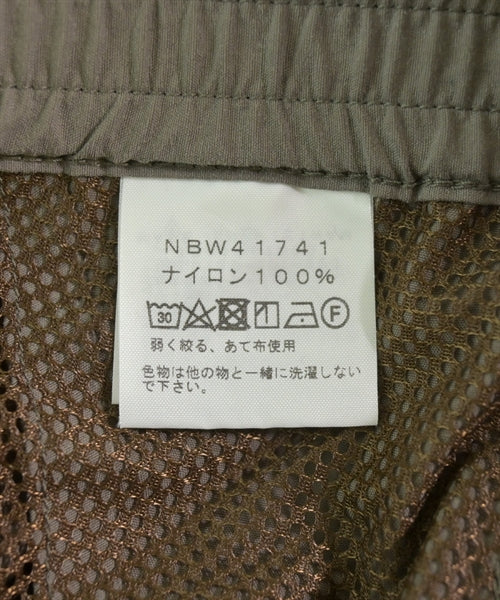 NBW41741
ナイロン100%
30 F
弱く絞る、あて布使用
色物は他の物と一緒に洗濯しない
で下さい。